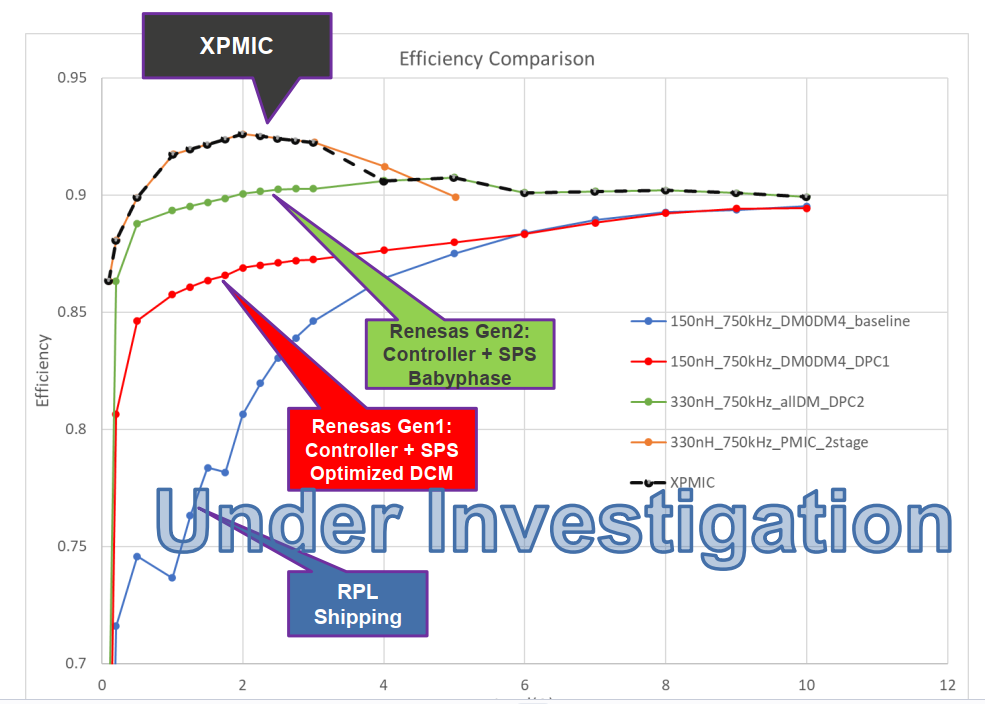 XPMIC
Efficiency Comparison
0.95
0.9
0.85
0.8
0.75
0.7
Efficiency
Renesas Gen2:
Controller + SPS
Babyphase
Renesas Gen1:
Controller + SPS
Optimized DCM
150nH_750kHz_DM0DM4_baseline
150nH_750kHz_DM0DM4_DPC1
330nH_750kHz_allDM_DPC2
330nH_750kHz_PMIC_2stage
XPMIC
Under Investigation
RPL
Shipping
0 2 4 6 8 10 12